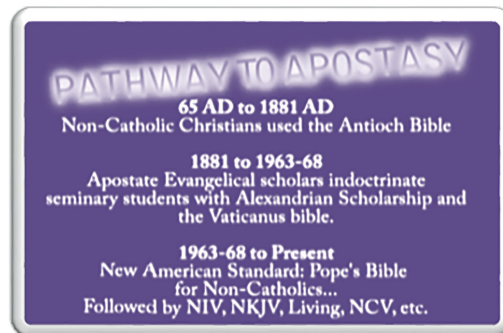 PATHWAY TO APOSTASY
65 AD to 1881 AD
Non-Catholic Christians used the Antioch Bible
1881 to 1963-68
Apostate Evangelical scholars indoctrinate
seminary students with Alexandrian Scholarship and
the Vaticanus bible.
1963-68 to Present
New American Standard: Pope's Bible
for Non-Catholics...
Followed by NIV, NKJV, Living, NCV, etc.